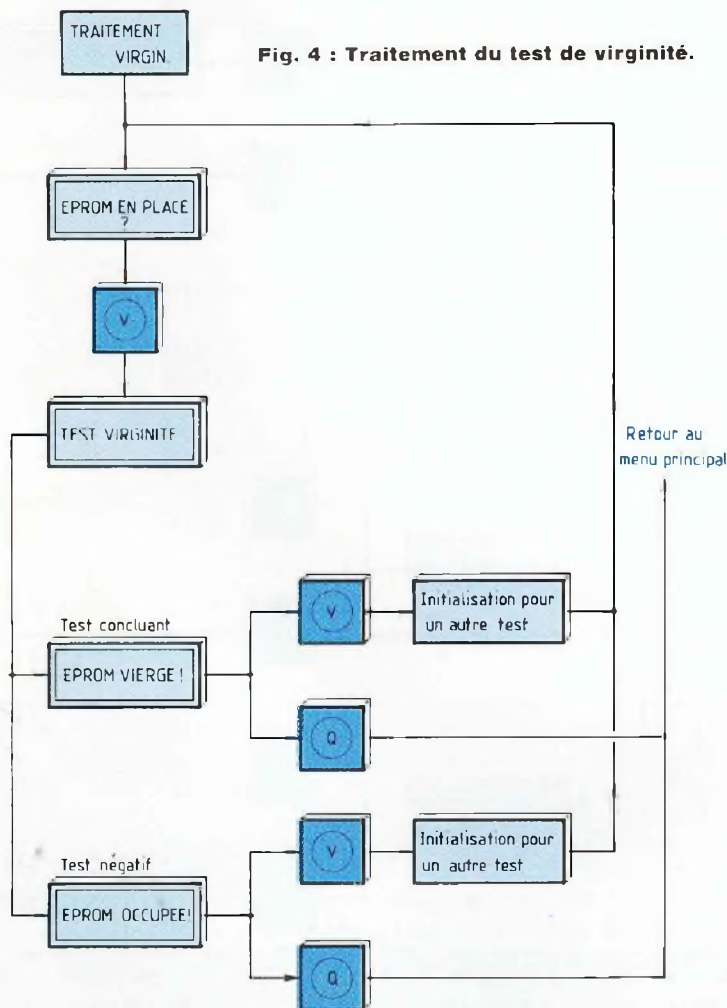 TRAITEMENT
VIRGIN.
Fig. 4 : Traitement du test de virginité.
EPROM EN PLACE
?
V
TEST VIRGINITE
Retour au
menu principal
Test concluant
EPROM VIERGE !
V
Initialisation pour
un autre test
Q
Test négatif
EPROM OCCUPEE!
V
Initialisation pour
un autre test
Q